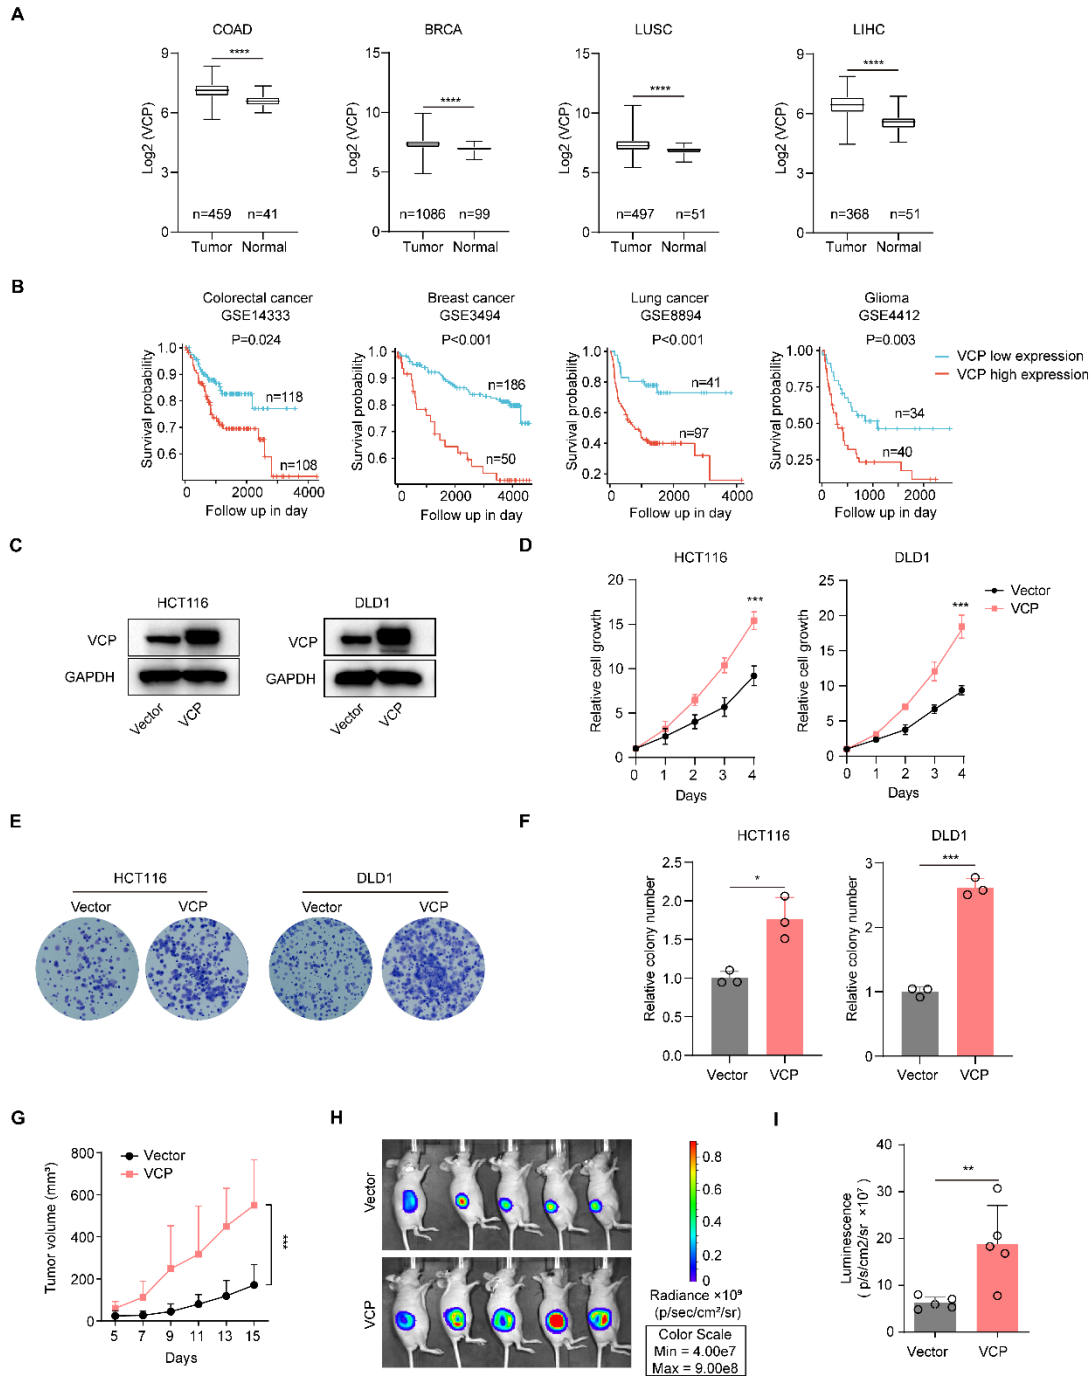 A
COAD
BRCA
LUSC
LIHC
Log2 (VCP)
9
6
3
0
****
n=459
n=41
Tumor
Normal
Log2 (VCP)
15
10
5
0
****
n=1086
n=99
Tumor
Normal
Log2 (VCP)
15
10
5
0
****
n=497
n=51
Tumor
Normal
Log2 (VCP)
9
6
3
0
****
n=368
n=51
Tumor
Normal
B
Colorectal cancer
GSE14333
P=0.024
Survival probability
1.0
0.9
0.8
0.7
0.6
n=118
n=108
0
2000
4000
Follow up in day
Breast cancer
GSE3494
P<0.001
Survival probability
1.0
0.9
0.8
0.7
0.6
n=186
n=50
0
2000
4000
Follow up in day
Lung cancer
GSE8894
P<0.001
Survival probability
1.0
0.8
0.6
0.4
0.2
n=41
n=97
0
2000
4000
Follow up in day
Glioma
GSE4412
P=0.003
Survival probability
1.00
0.75
0.50
0.25
n=34
n=40
0
1000
2000
Follow up in day
VCP low expression
VCP high expression
C
HCT116
VCP
GAPDH
Vector
VCP
DLD1
VCP
GAPDH
Vector
VCP
D
HCT116
Relative cell growth
20
15
10
5
0
***
0 1 2 3 4
Days
DLD1
Relative cell growth
25
20
15
10
5
0
***
0 1 2 3 4
Days
Vector
VCP
E
HCT116
Vector
VCP
DLD1
Vector
VCP
F
HCT116
Relative colony number
2.5
2.0
1.5
1.0
0.5
0.0
*
Vector
VCP
DLD1
Relative colony number
3
2
1
0
***
Vector
VCP
G
Vector
VCP
Tumor volume (mm³)
800
600
400
200
0
***
5 7 9 11 13 15
Days
H
Vector
VCP
0.8
0.6
0.4
0.2
0
Radiance ×10⁹
(p/sec/cm²/sr)
Color Scale
Min = 4.00e7
Max = 9.00e8
I
Luminescence
( p/s/cm2/sr ×10⁷)
40
30
20
10
0
**
Vector
VCP